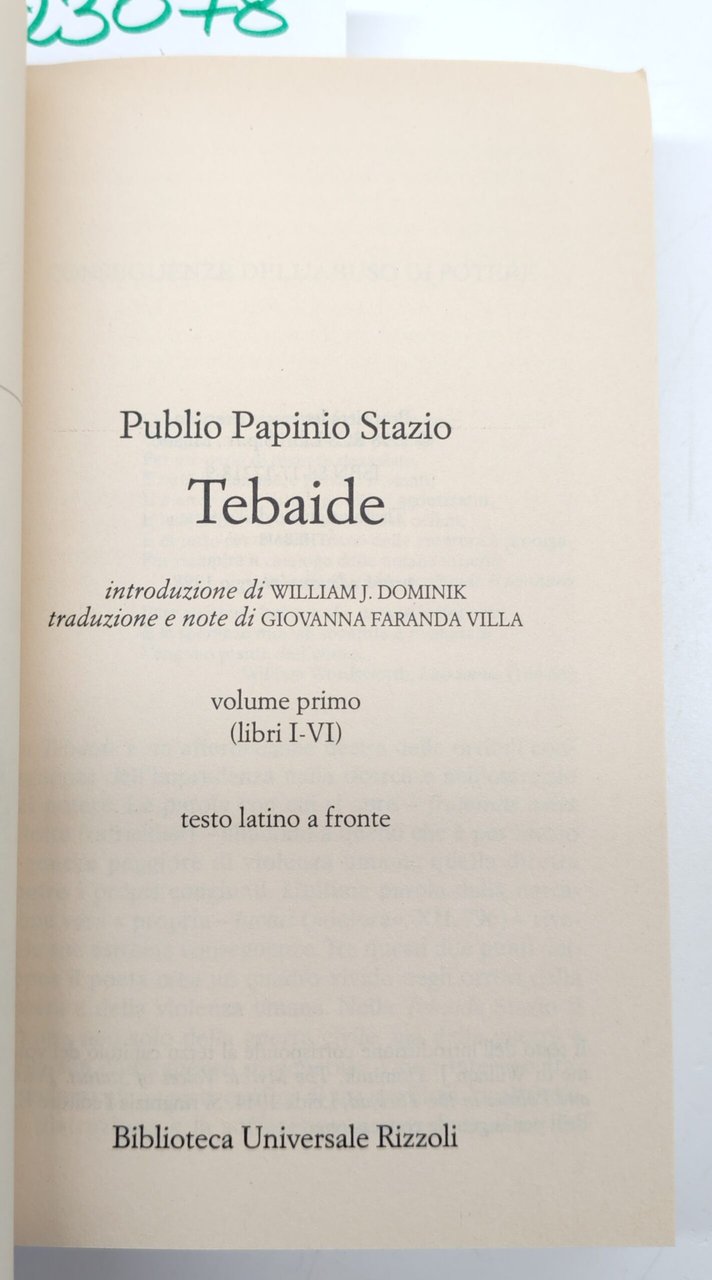 23078
Publio Papinio Stazio
Tebaide
introduzione di WILLIAM J. DOMINIK
traduzione e note di GIOVANNA FARANDA VILLA
volume primo
(libri I-VI)
testo latino a fronte
Biblioteca Universale Rizzoli